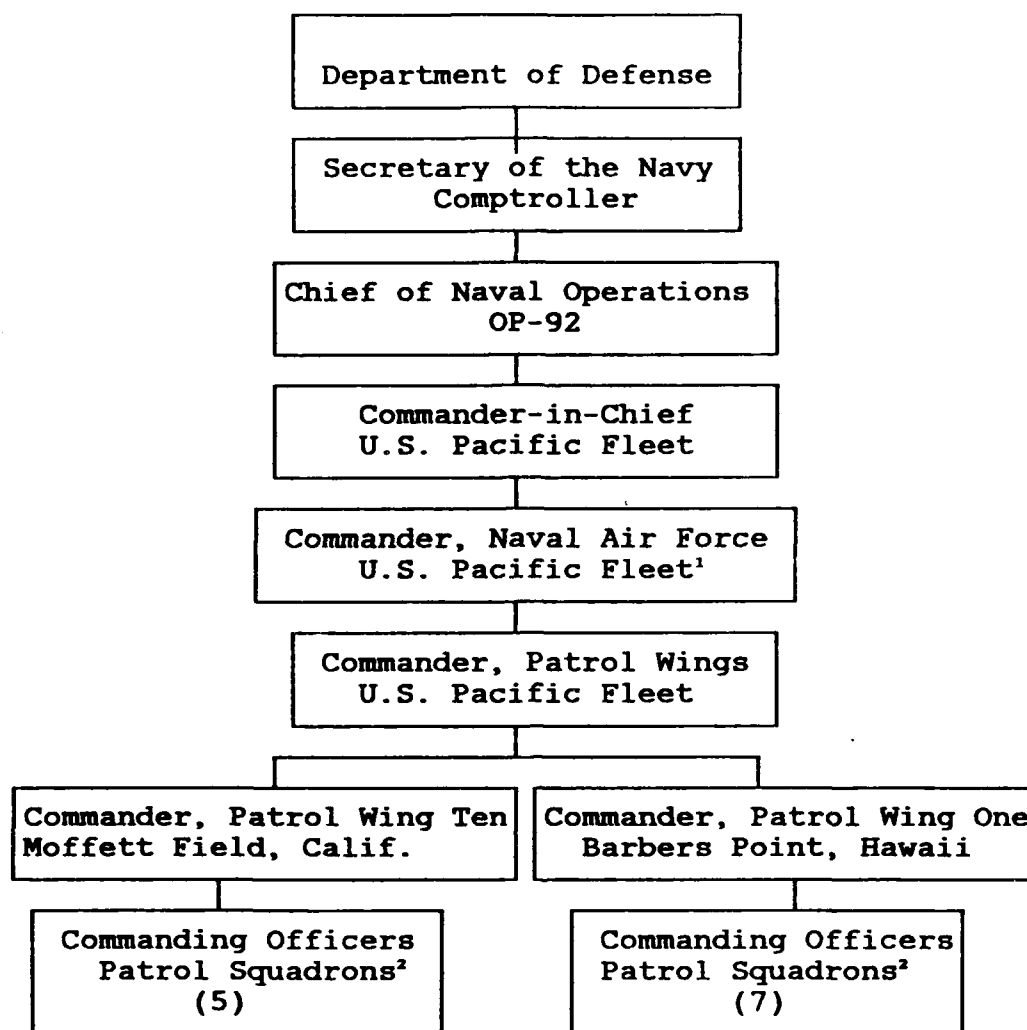 Department of Defense
Secretary of the Navy
Comptroller
Chief of Naval Operations
OP-92
Commander-in-Chief
U.S. Pacific Fleet
Commander, Naval Air Force
U.S. Pacific Fleet¹
Commander, Patrol Wings
U.S. Pacific Fleet
Commander, Patrol Wing Ten
Moffett Field, Calif.
Commander, Patrol Wing One
Barbers Point, Hawaii
Commanding Officers
Patrol Squadrons²
(5)
Commanding Officers
Patrol Squadrons²
(7)